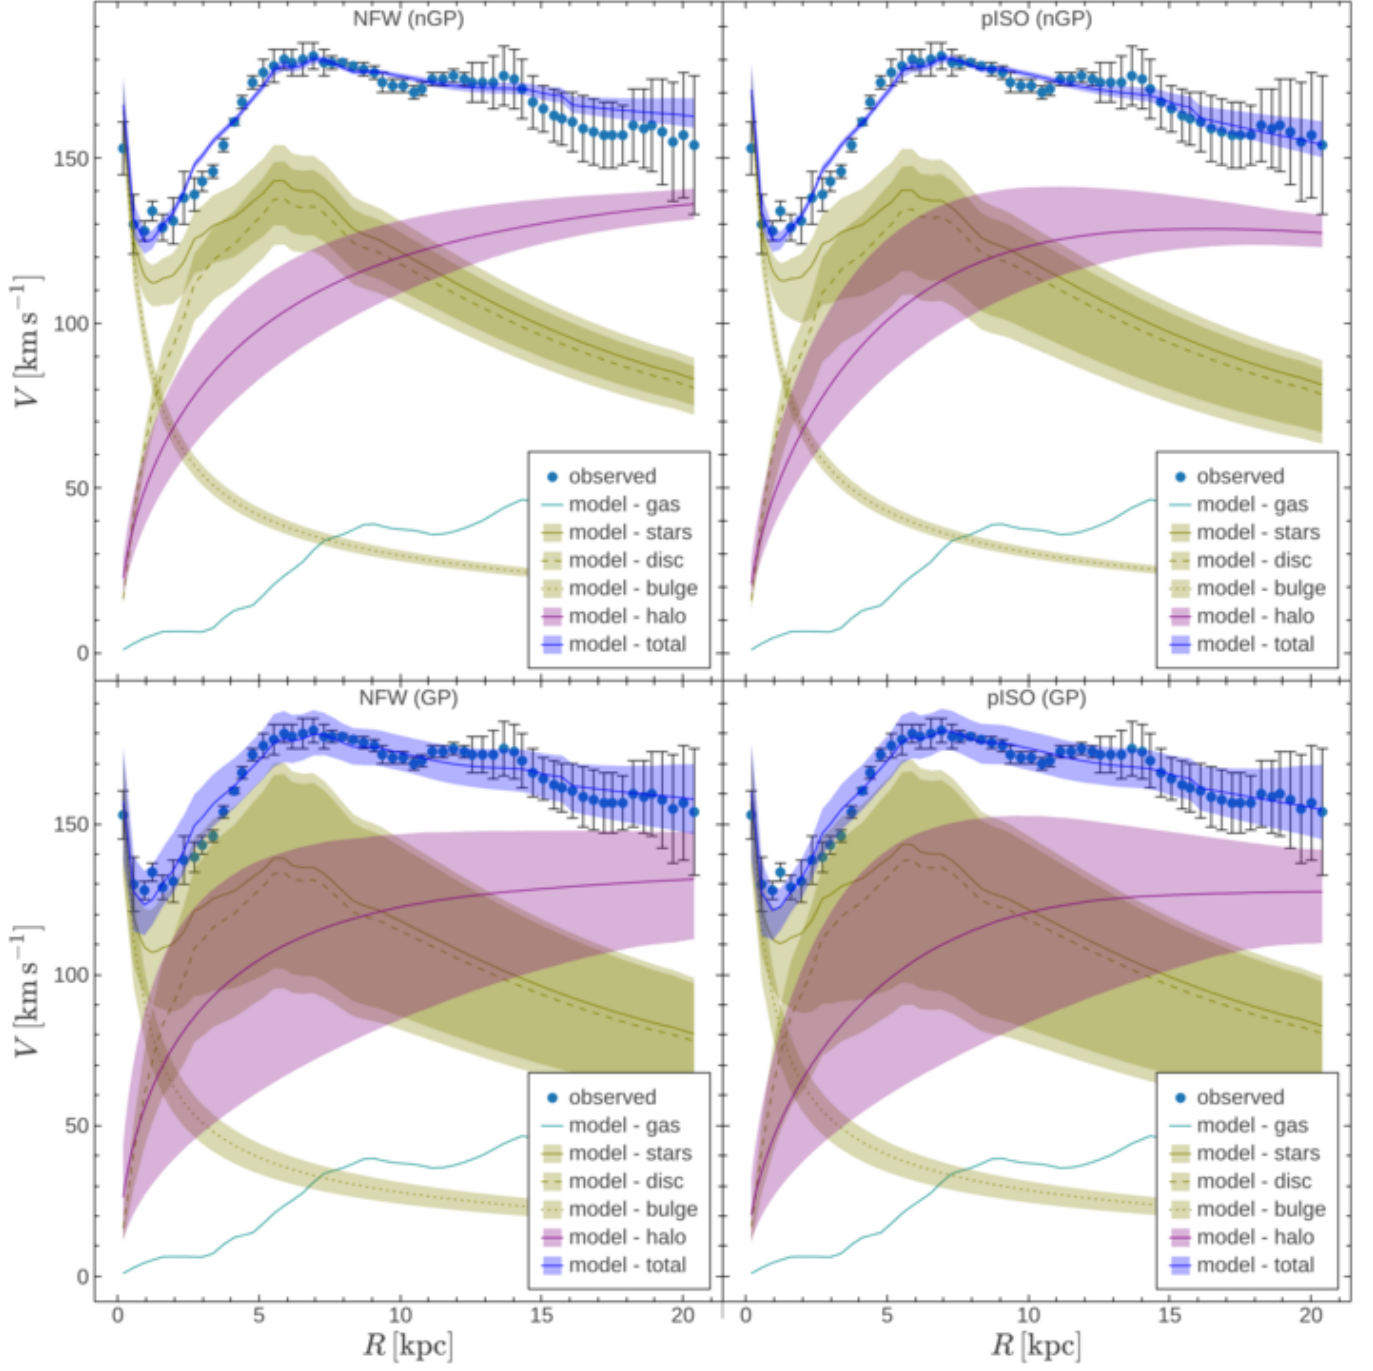 NFW (nGP)
pISO (nGP)
150
100
50
0
V [km s⁻¹]
observed
model - gas
model - stars
model - disc
model - bulge
model - halo
model - total
observed
model - gas
model - stars
model - disc
model - bulge
model - halo
model - total
NFW (GP)
pISO (GP)
150
100
50
0
V [km s⁻¹]
observed
model - gas
model - stars
model - disc
model - bulge
model - halo
model - total
observed
model - gas
model - stars
model - disc
model - bulge
model - halo
model - total
0 5 10 15 20
0 5 10 15 20
R [kpc]
R [kpc]